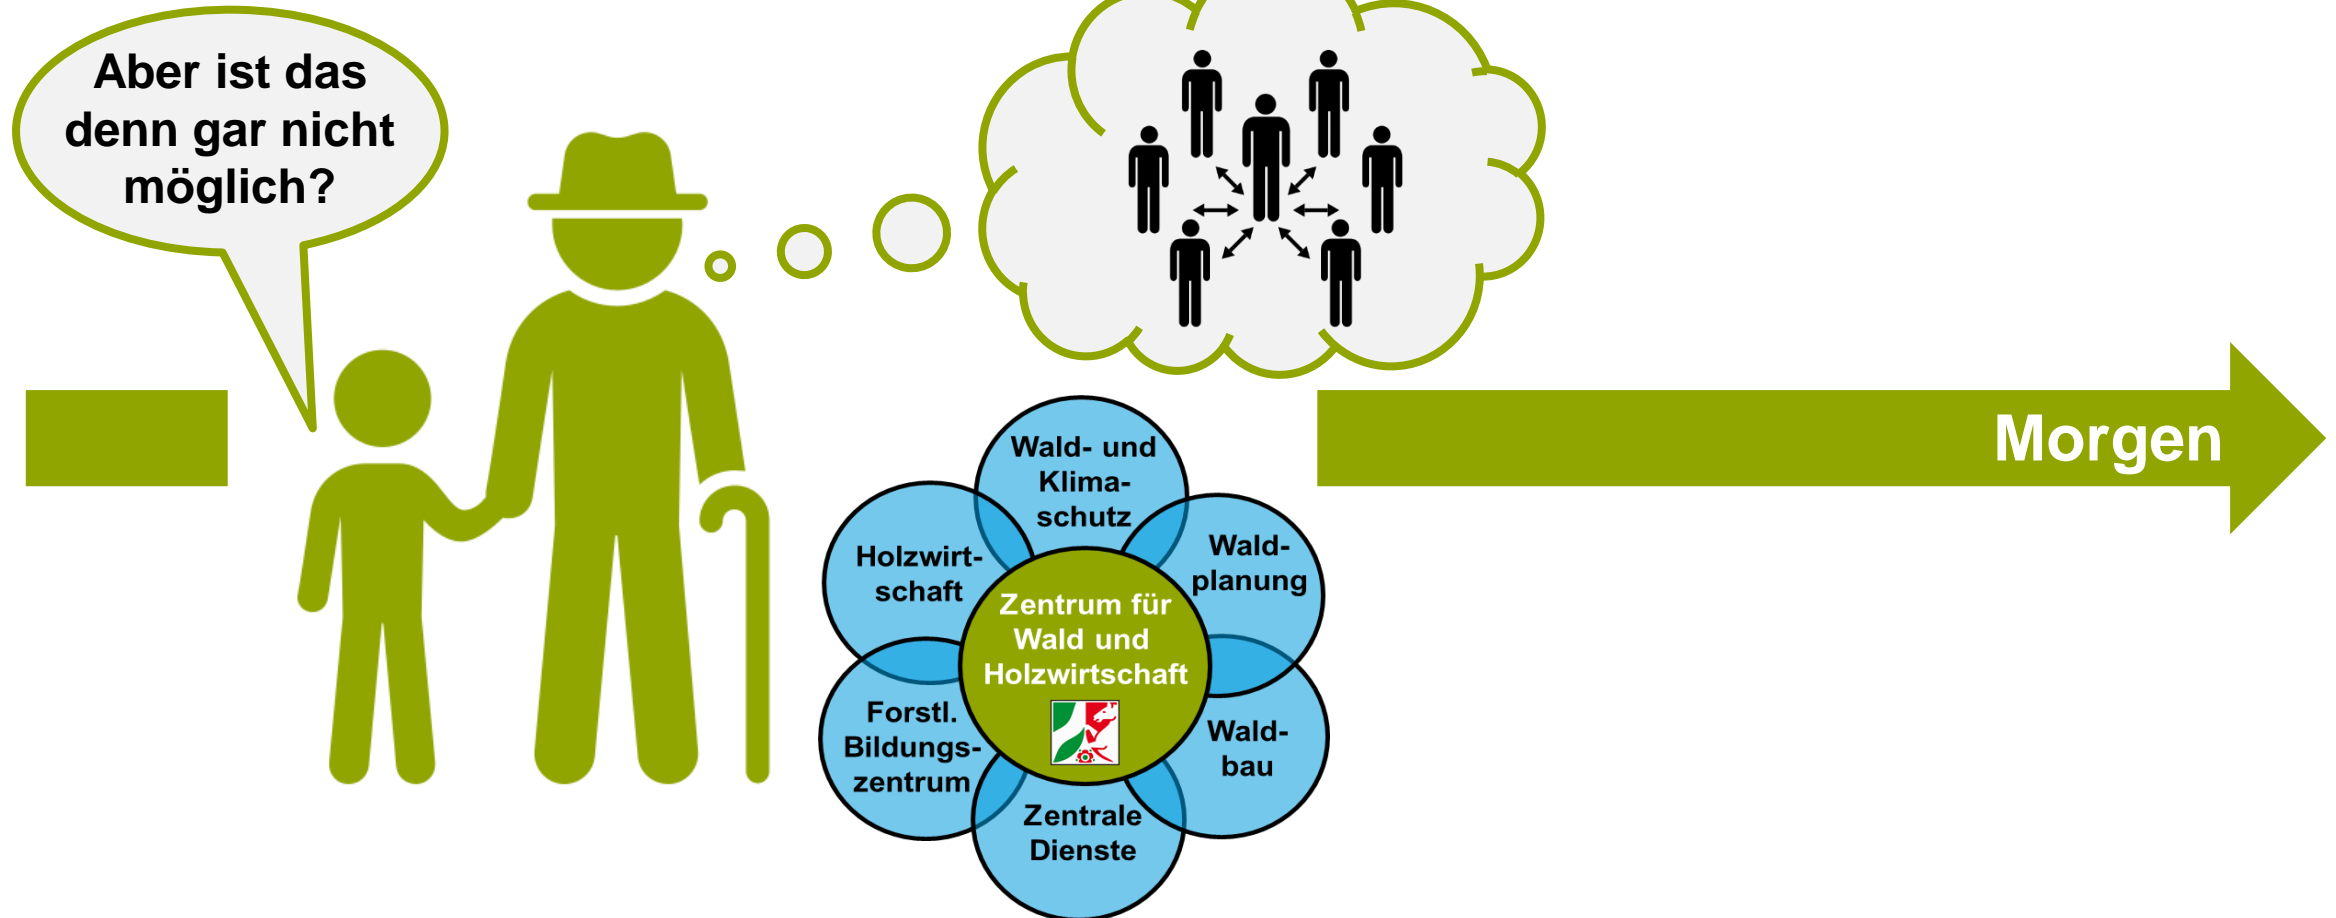 Aber ist das
denn gar nicht
möglich?
Morgen
Wald- und
Klima-
schutz
Holzwirt-
schaft
Wald-
planung
Zentrum für
Wald und
Holzwirtschaft
Forstl.
Bildungs-
zentrum
Wald-
bau
Zentrale
Dienste